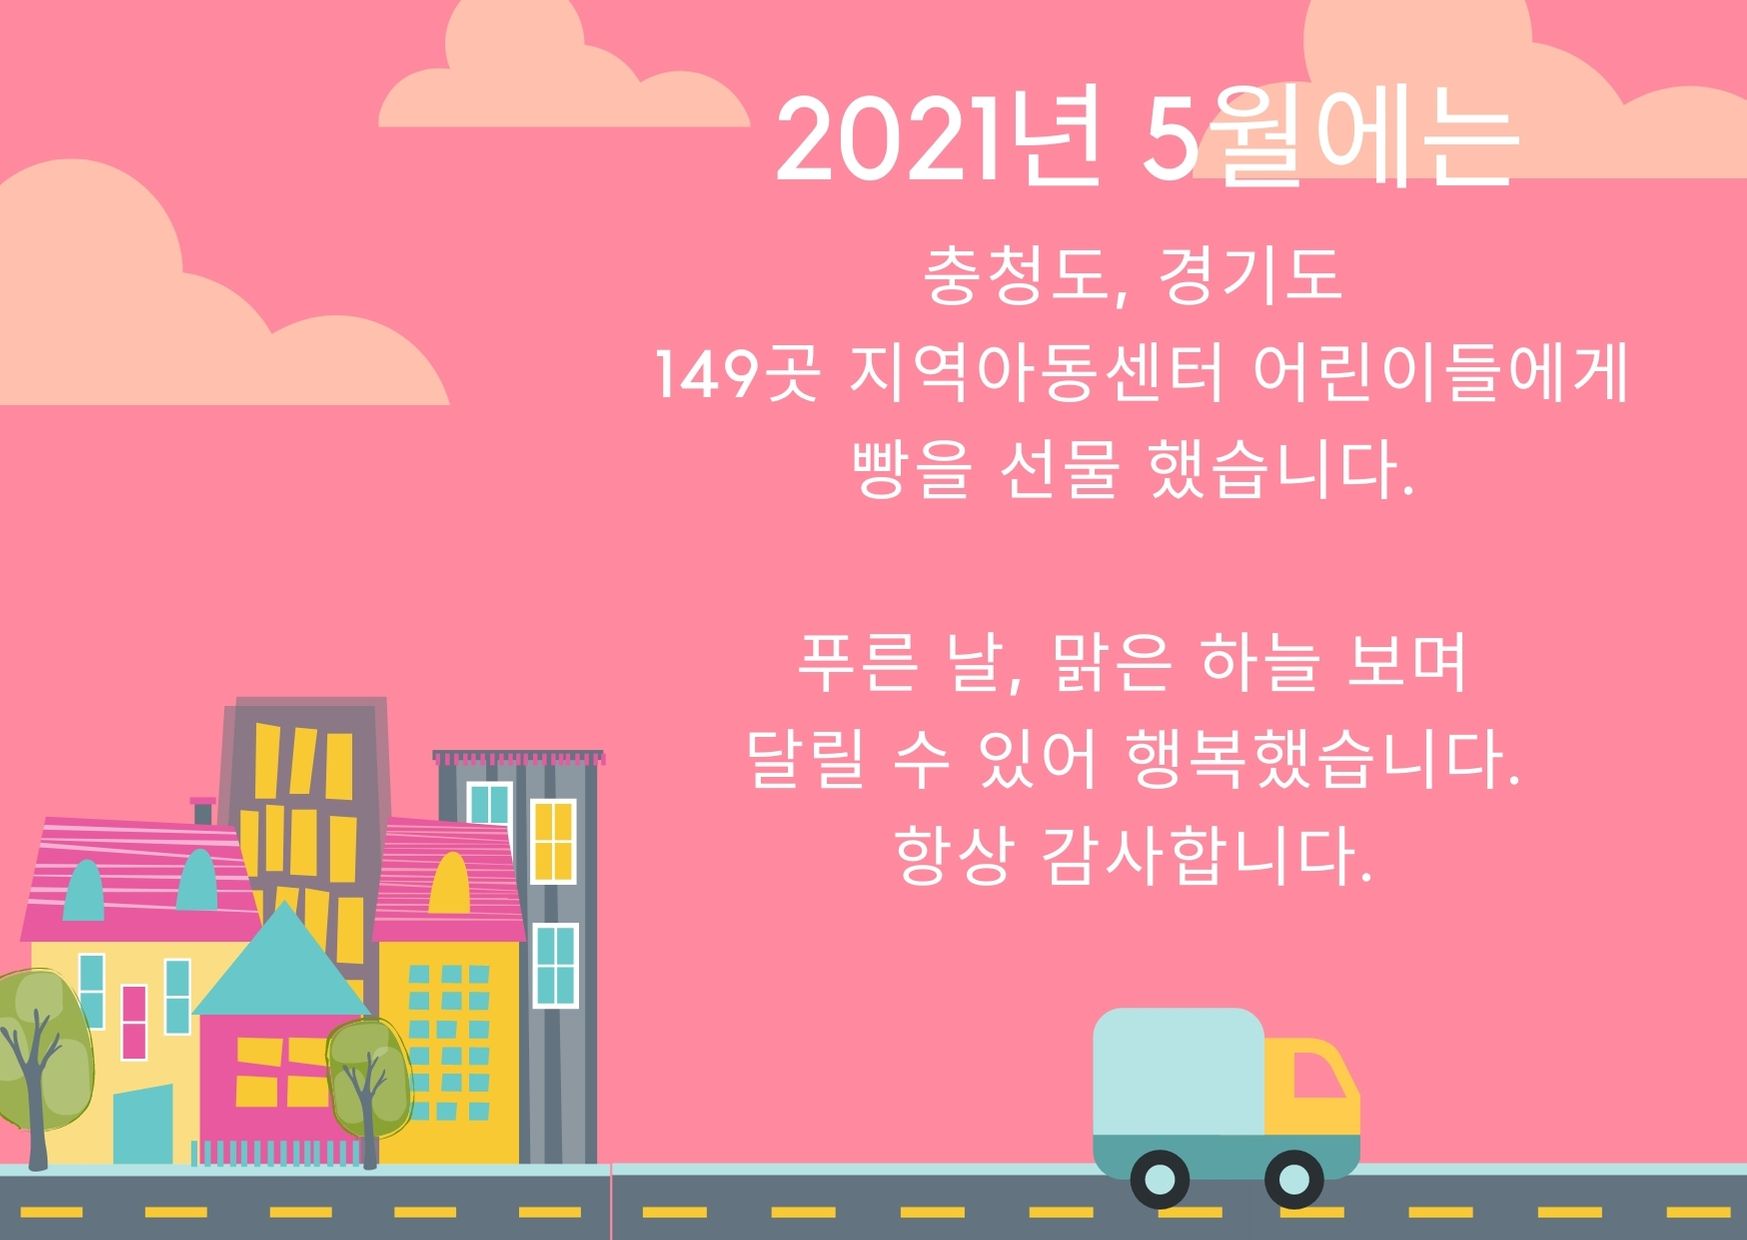 2021년 5월에는
충청도, 경기도
149곳 지역아동센터 어린이들에게
빵을 선물 했습니다.
푸른 날, 맑은 하늘 보며
달릴 수 있어 행복했습니다.
항상 감사합니다.